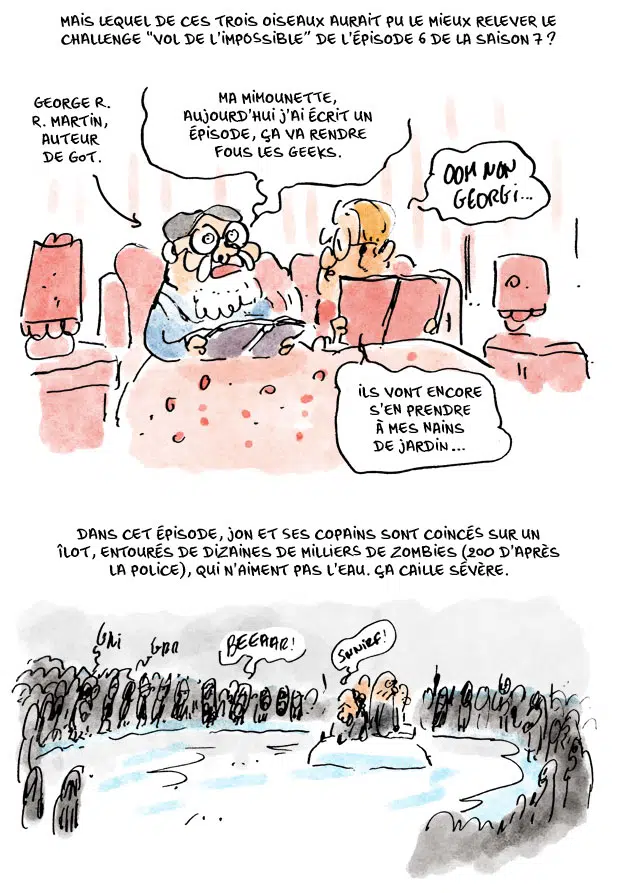 MAIS LEQUEL DE CES TROIS OISEAUX AURAIT PU LE MIEUX RELEVER LE
CHALLENGE "VOL DE L'IMPOSSIBLE" DE L'ÉPISODE 6 DE LA SAISON 7 ?
GEORGE R.
R. MARTIN,
AUTEUR
DE GOT.
MA MIMOUNETTE,
AUJOURD'HUI J'AI ÉCRIT UN
ÉPISODE, ÇA VA RENDRE
FOUS LES GEEKS.
OOH NON
GEORGI...
ILS VONT ENCORE
S'EN PRENDRE
À MES NAINS
DE JARDIN...
DANS CET ÉPISODE, JON ET SES COPAINS SONT COINCÉS SUR UN
ÎLOT, ENTOURÉS DE DIZAINES DE MILLIERS DE ZOMBIES (200 D'APRÈS
LA POLICE), QUI N'AIMENT PAS L'EAU. ÇA CAILLE SÉVÈRE.
BEEAAR!
SNNIRF!